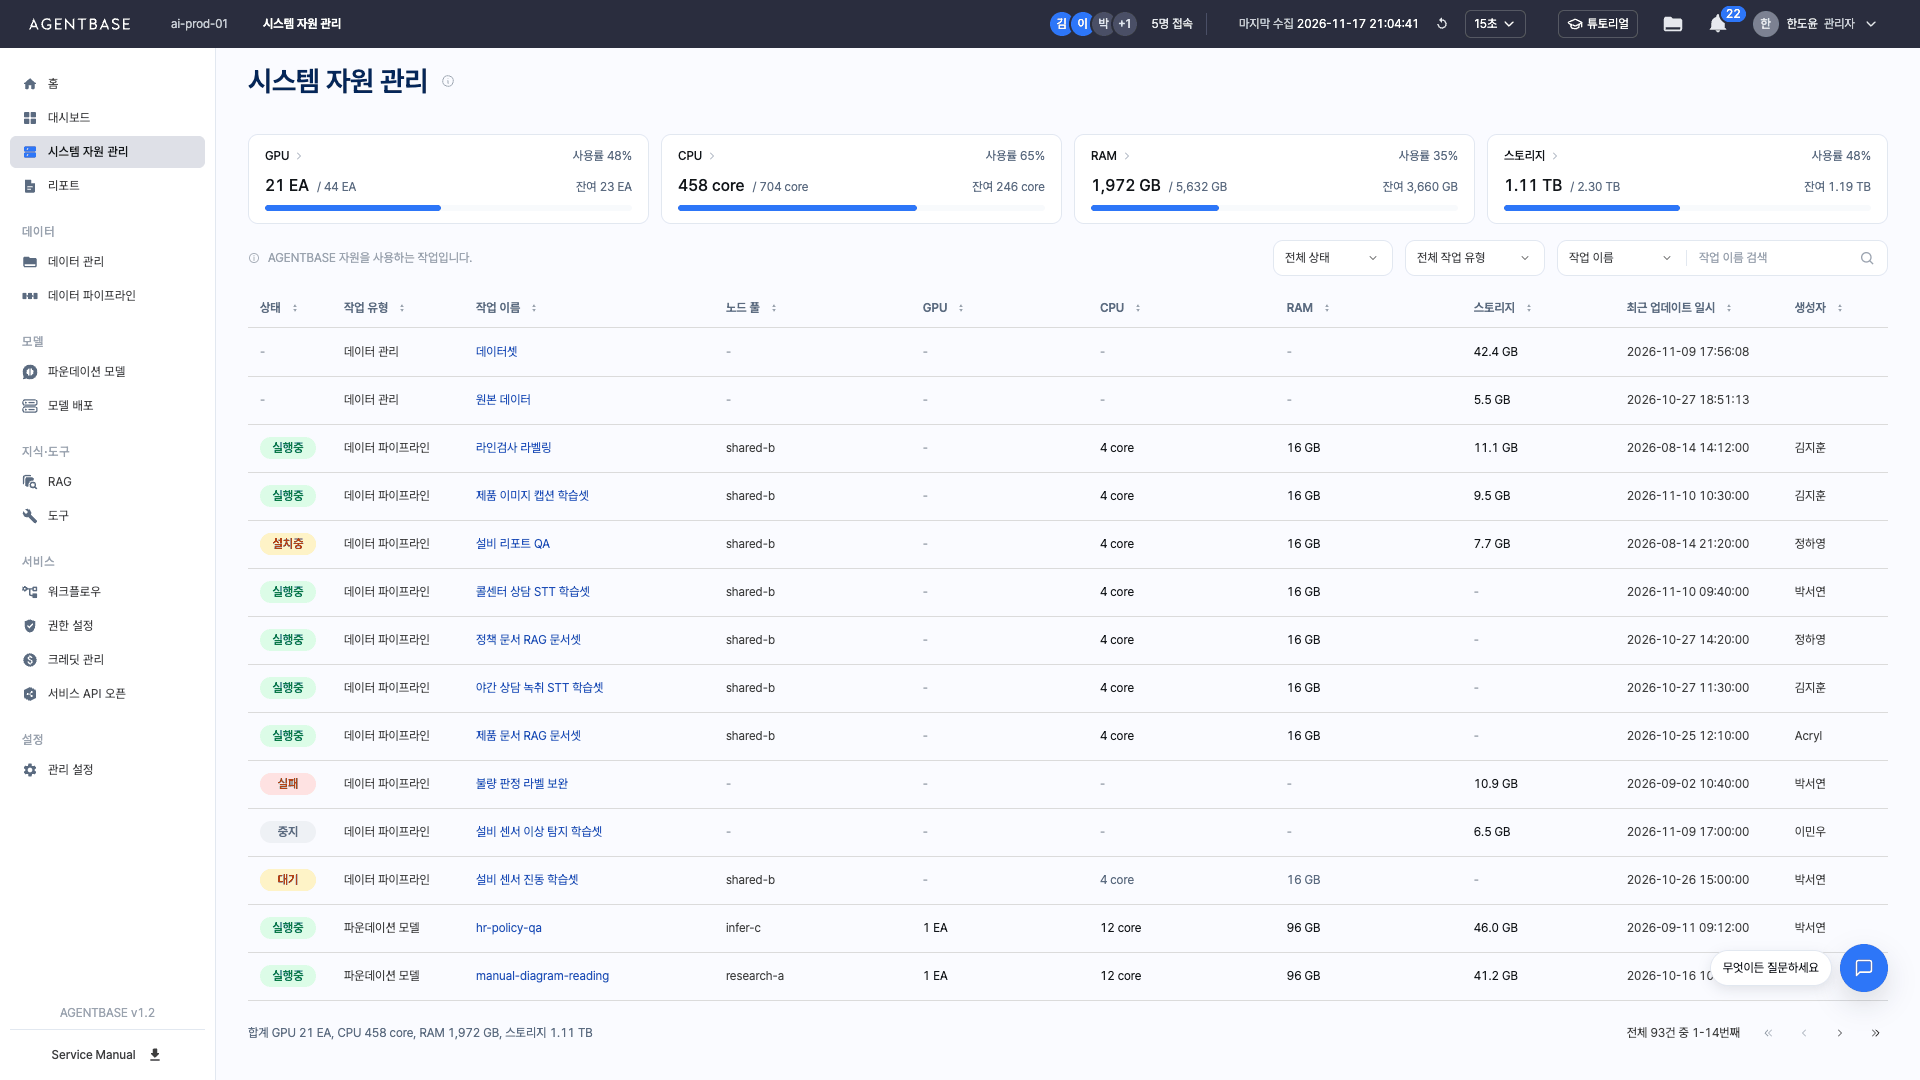 AGENTBASE
ai-prod-01
시스템 자원 관리
김 이 박 +1 5명 접속
마지막 수집 2026-11-17 21:04:41
15초
튜토리얼
22
한 한도윤 관리자
홈
대시보드
시스템 자원 관리
리포트
데이터
데이터 관리
데이터 파이프라인
모델
파운데이션 모델
모델 배포
지식·도구
RAG
도구
서비스
워크플로우
권한 설정
크레딧 관리
서비스 API 오픈
설정
관리 설정
AGENTBASE v1.2
Service Manual
시스템 자원 관리
GPU 사용률 48%
21 EA / 44 EA 잔여 23 EA
CPU 사용률 65%
458 core / 704 core 잔여 246 core
RAM 사용률 35%
1,972 GB / 5,632 GB 잔여 3,660 GB
스토리지 사용률 48%
1.11 TB / 2.30 TB 잔여 1.19 TB
AGENTBASE 자원을 사용하는 작업입니다.
전체 상태
전체 작업 유형
작업 이름
작업 이름 검색
상태 작업 유형 작업 이름 노드 풀 GPU CPU RAM 스토리지 최근 업데이트 일시 생성자
- 데이터 관리 데이터셋 - - - - 42.4 GB 2026-11-09 17:56:08
- 데이터 관리 원본 데이터 - - - - 5.5 GB 2026-10-27 18:51:13
실행중 데이터 파이프라인 라인검사 라벨링 shared-b - 4 core 16 GB 11.1 GB 2026-08-14 14:12:00 김지훈
실행중 데이터 파이프라인 제품 이미지 캡션 학습셋 shared-b - 4 core 16 GB 9.5 GB 2026-11-10 10:30:00 김지훈
설치중 데이터 파이프라인 설비 리포트 QA shared-b - 4 core 16 GB 7.7 GB 2026-08-14 21:20:00 정하영
실행중 데이터 파이프라인 콜센터 상담 STT 학습셋 shared-b - 4 core 16 GB - 2026-11-10 09:40:00 박서연
실행중 데이터 파이프라인 정책 문서 RAG 문서셋 shared-b - 4 core 16 GB - 2026-10-27 14:20:00 정하영
실행중 데이터 파이프라인 야간 상담 녹취 STT 학습셋 shared-b - 4 core 16 GB - 2026-10-27 11:30:00 김지훈
실행중 데이터 파이프라인 제품 문서 RAG 문서셋 shared-b - 4 core 16 GB - 2026-10-25 12:10:00 Acryl
실패 데이터 파이프라인 불량 판정 라벨 보완 - - - - 10.9 GB 2026-09-02 10:40:00 박서연
중지 데이터 파이프라인 설비 센서 이상 탐지 학습셋 - - - - 6.5 GB 2026-11-09 17:00:00 이민우
대기 데이터 파이프라인 설비 센서 진동 학습셋 shared-b - 4 core 16 GB - 2026-10-26 15:00:00 박서연
실행중 파운데이션 모델 hr-policy-qa infer-c 1 EA 12 core 96 GB 46.0 GB 2026-09-11 09:12:00 박서연
실행중 파운데이션 모델 manual-diagram-reading research-a 1 EA 12 core 96 GB 41.2 GB 2026-10-16 10
무엇이든 질문하세요
합계 GPU 21 EA, CPU 458 core, RAM 1,972 GB, 스토리지 1.11 TB
전체 93건 중 1-14번째